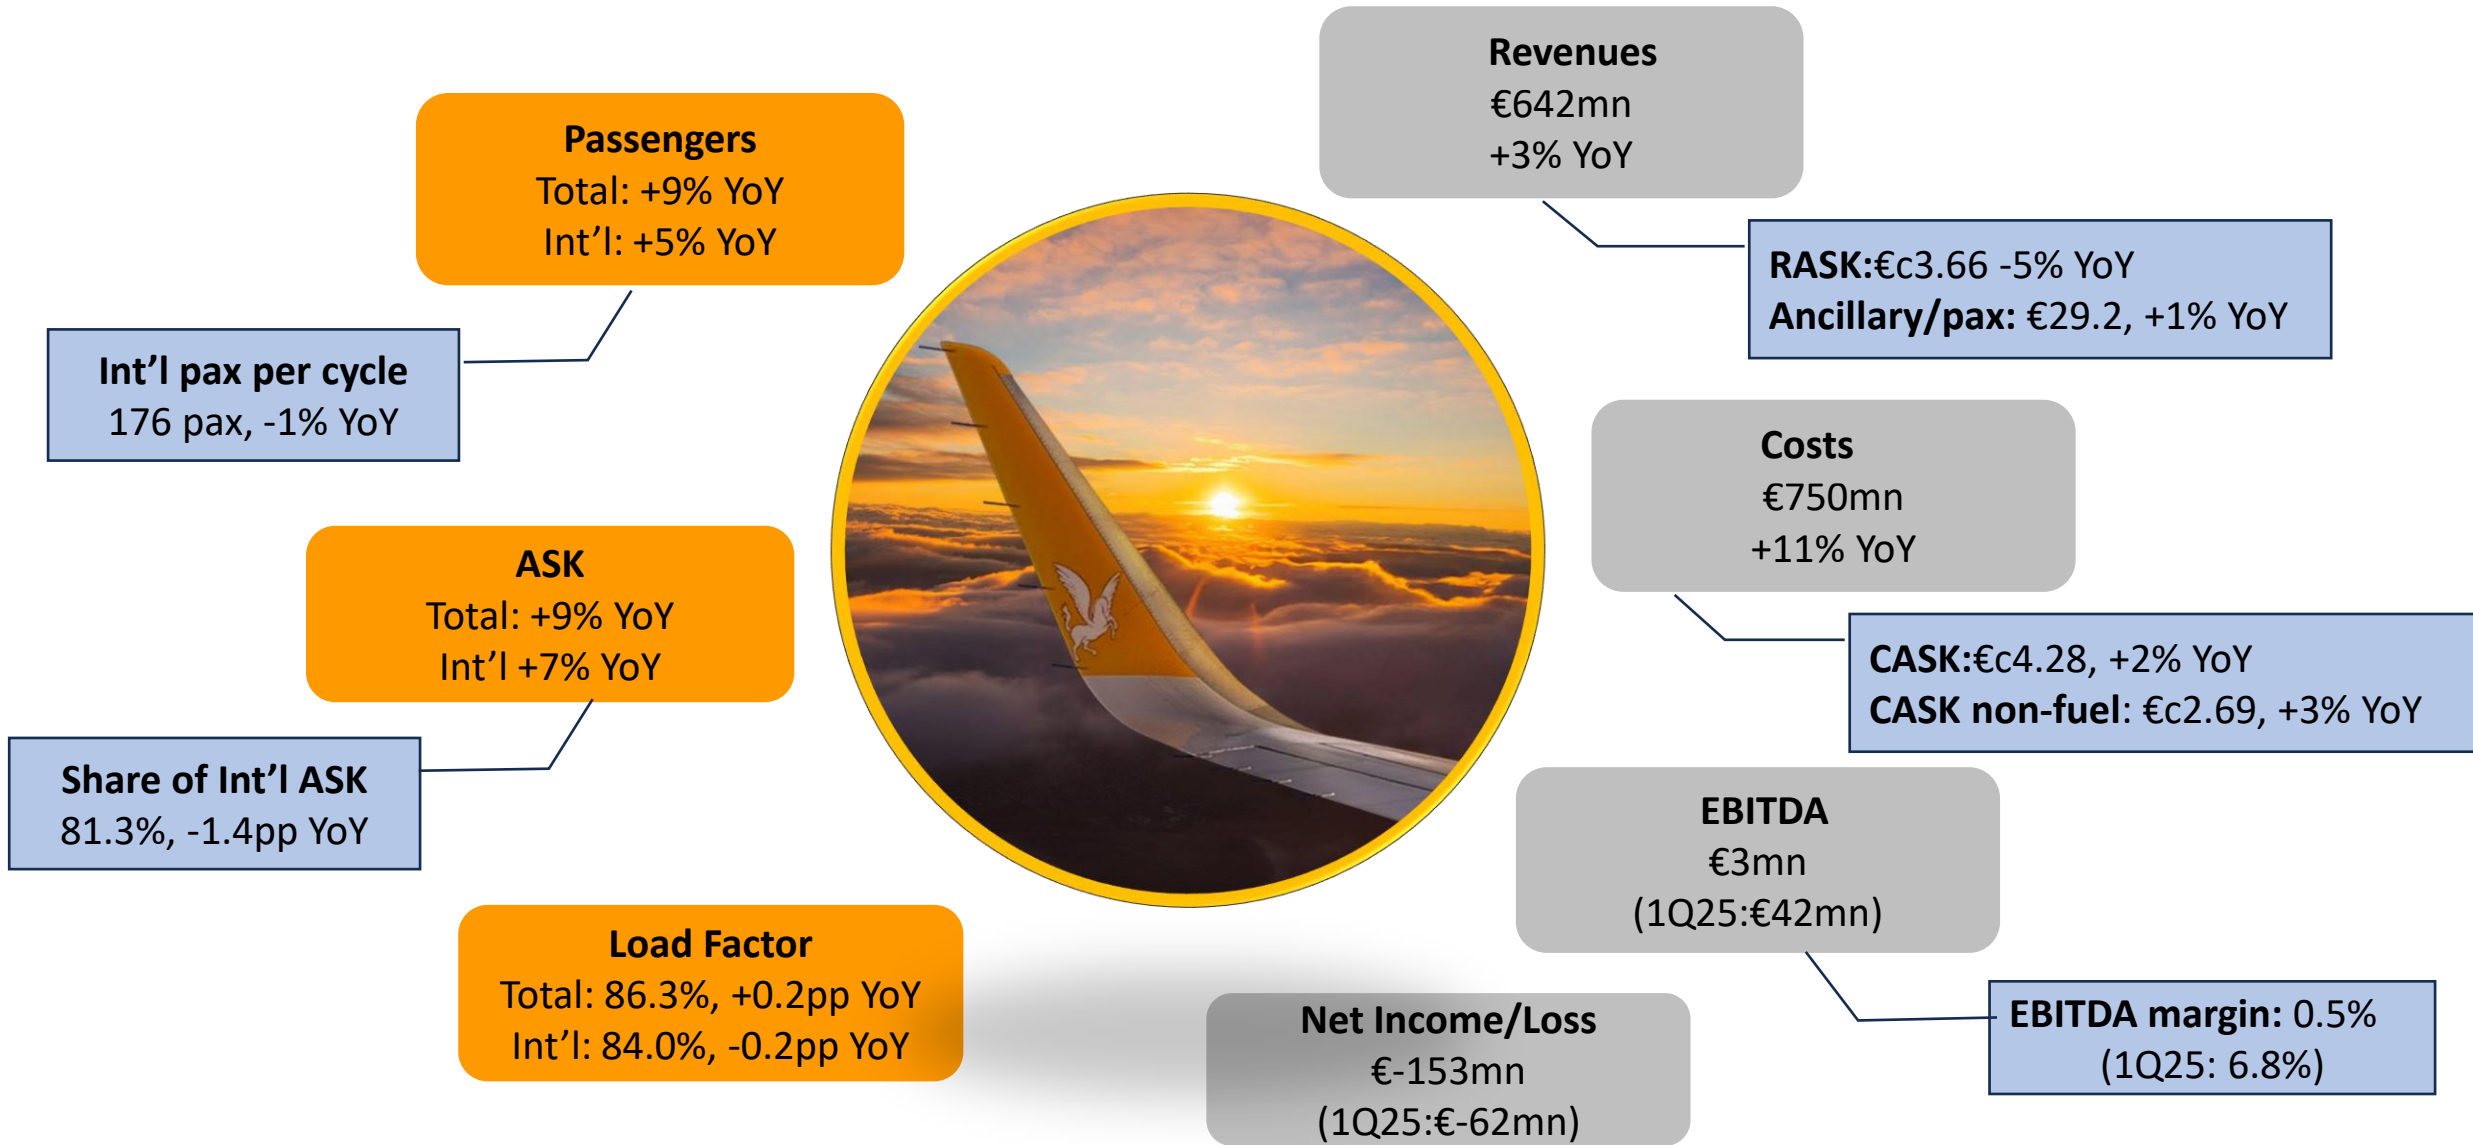 Passengers
Total: +9% YoY
Int’l: +5% YoY
Int’l pax per cycle
176 pax, -1% YoY
ASK
Total: +9% YoY
Int’l +7% YoY
Share of Int’l ASK
81.3%, -1.4pp YoY
Load Factor
Total: 86.3%, +0.2pp YoY
Int’l: 84.0%, -0.2pp YoY
Revenues
€642mn
+3% YoY
RASK:€c3.66 -5% YoY
Ancillary/pax: €29.2, +1% YoY
Costs
€750mn
+11% YoY
CASK:€c4.28, +2% YoY
CASK non-fuel: €c2.69, +3% YoY
EBITDA
€3mn
(1Q25:€42mn)
EBITDA margin: 0.5%
(1Q25: 6.8%)
Net Income/Loss
€-153mn
(1Q25:€-62mn)